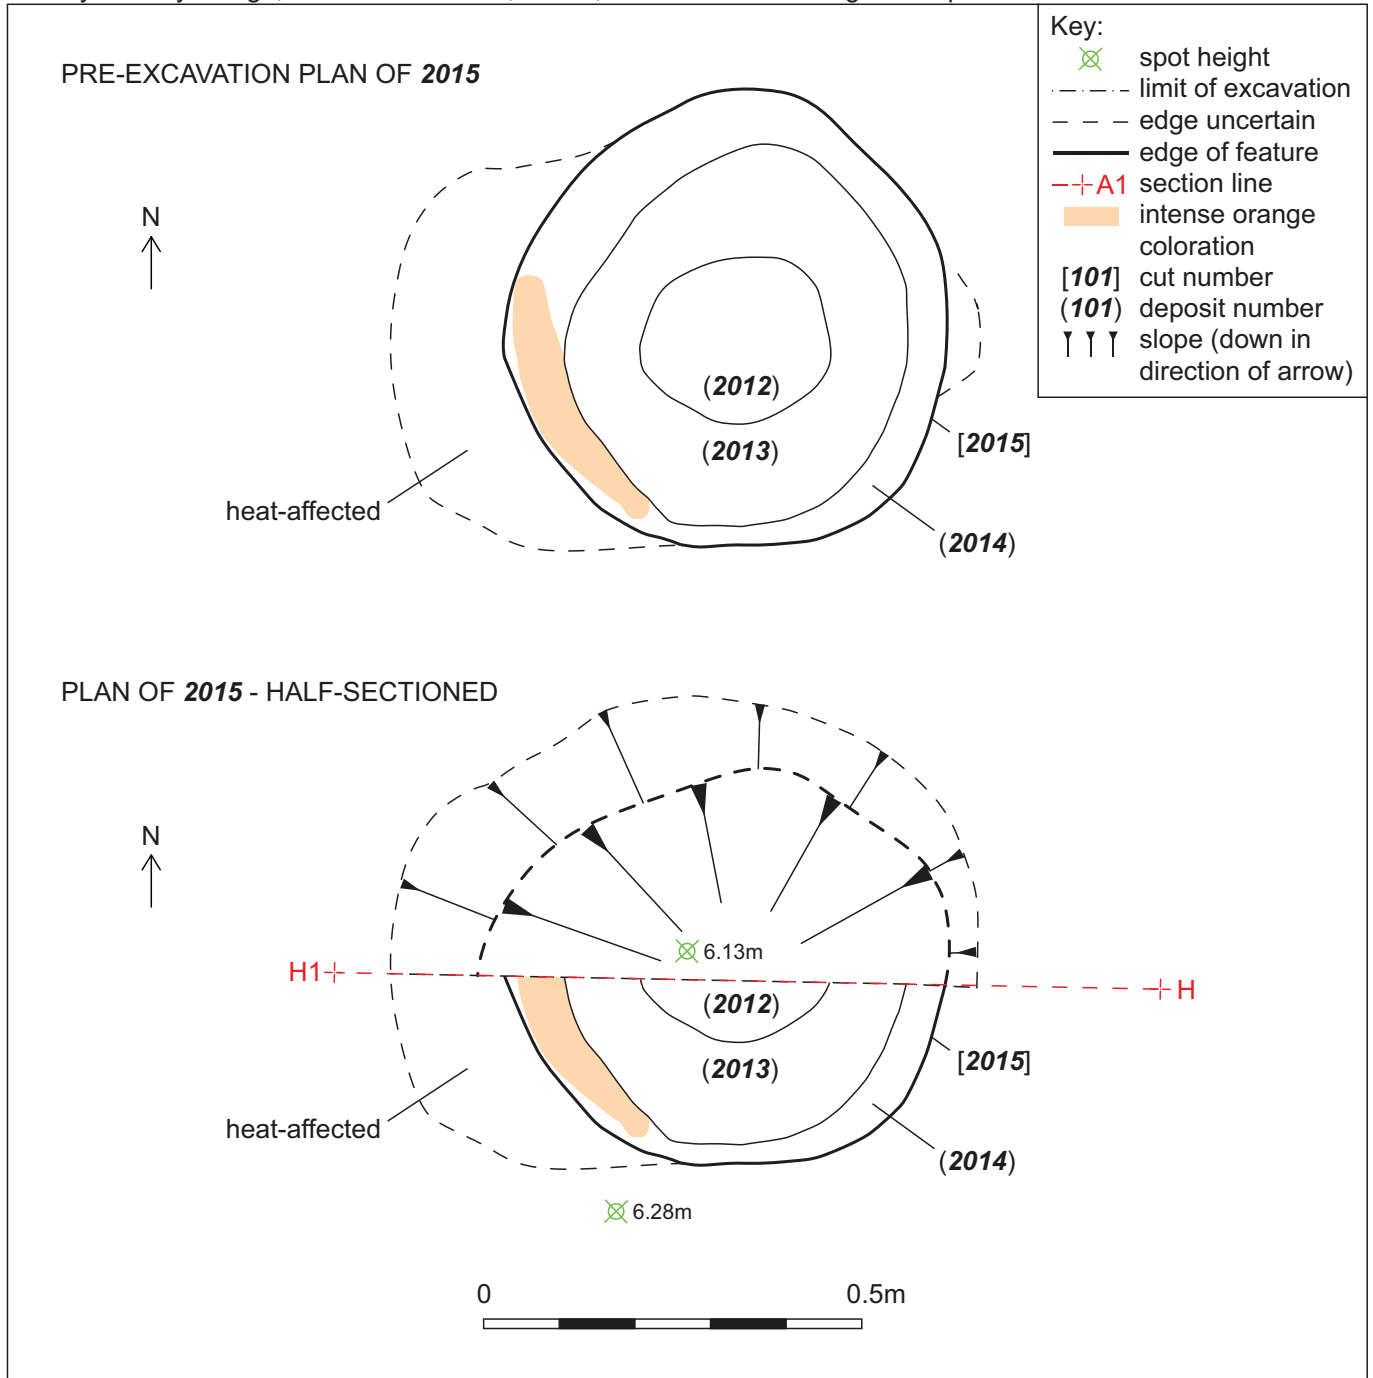 PRE-EXCAVATION PLAN OF 2015
Key:
spot height
limit of excavation
edge uncertain
edge of feature
A1 section line
intense orange
coloration
[101] cut number
(101) deposit number
slope (down in
direction of arrow)
N
(2012)
(2013)
[2015]
heat-affected
(2014)
PLAN OF 2015 - HALF-SECTIONED
N
6.13m
H1
H
(2012)
(2013)
[2015]
heat-affected
(2014)
6.28m
0 0.5m